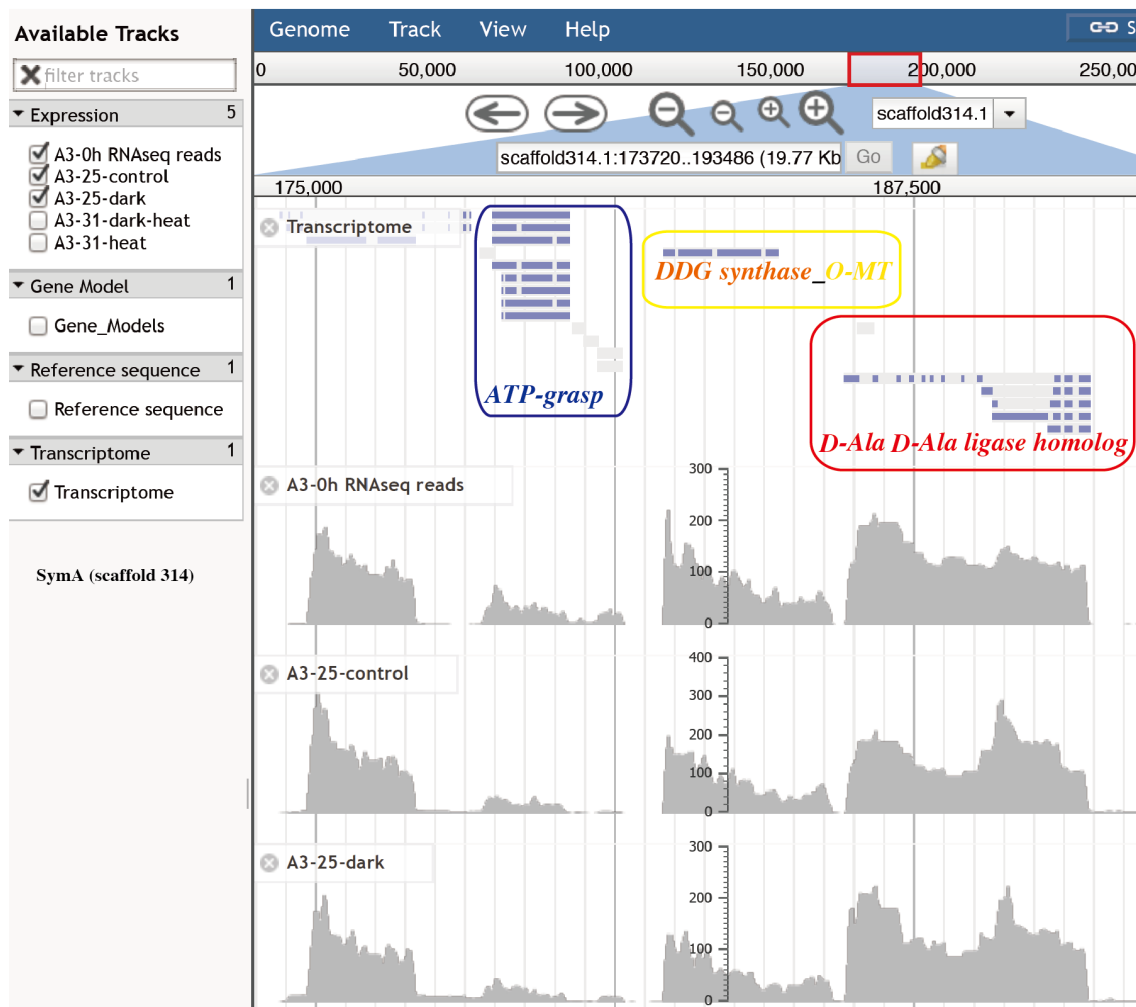 Available Tracks
filter tracks
Expression 5
A3-0h RNAseq reads
A3-25-control
A3-25-dark
A3-31-dark-heat
A3-31-heat
Gene Model 1
Gene_Models
Reference sequence 1
Reference sequence
Transcriptome 1
Transcriptome
SymA (scaffold 314)
Genome Track View Help S
0 50,000 100,000 150,000 200,000 250,00
scaffold314.1
scaffold314.1:173720..193486 (19.77 Kb Go
175,000 187,500
Transcriptome
DDG synthase_O-MT
ATP-grasp
D-Ala D-Ala ligase homolog
A3-0h RNAseq reads
300
200
100
0
A3-25-control
400
300
200
100
0
A3-25-dark
300
200
100
0